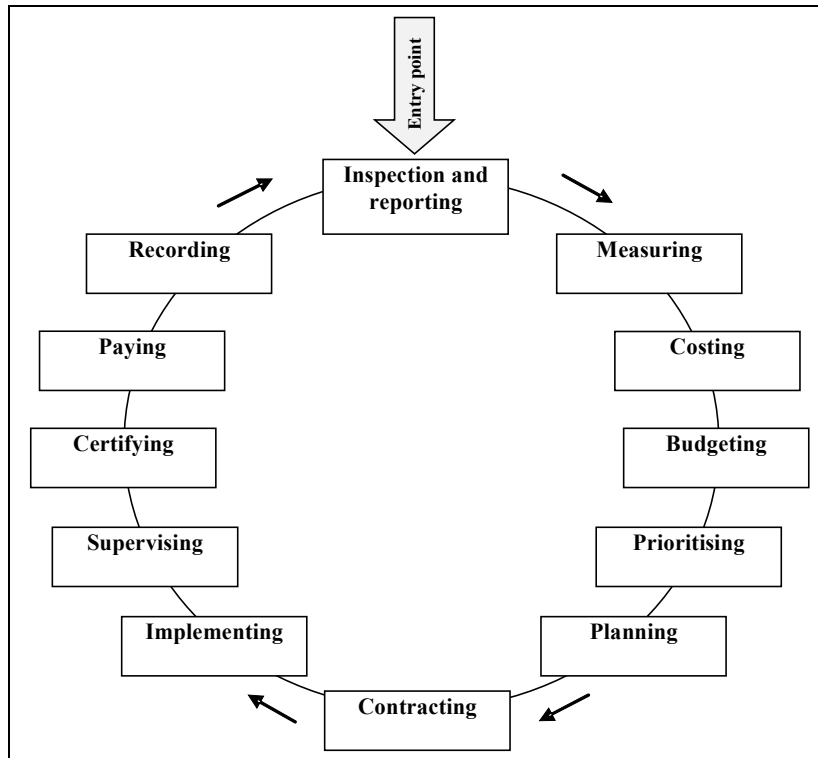 Entry point
Inspection and
reporting
Measuring
Costing
Budgeting
Prioritising
Planning
Contracting
Implementing
Supervising
Certifying
Paying
Recording